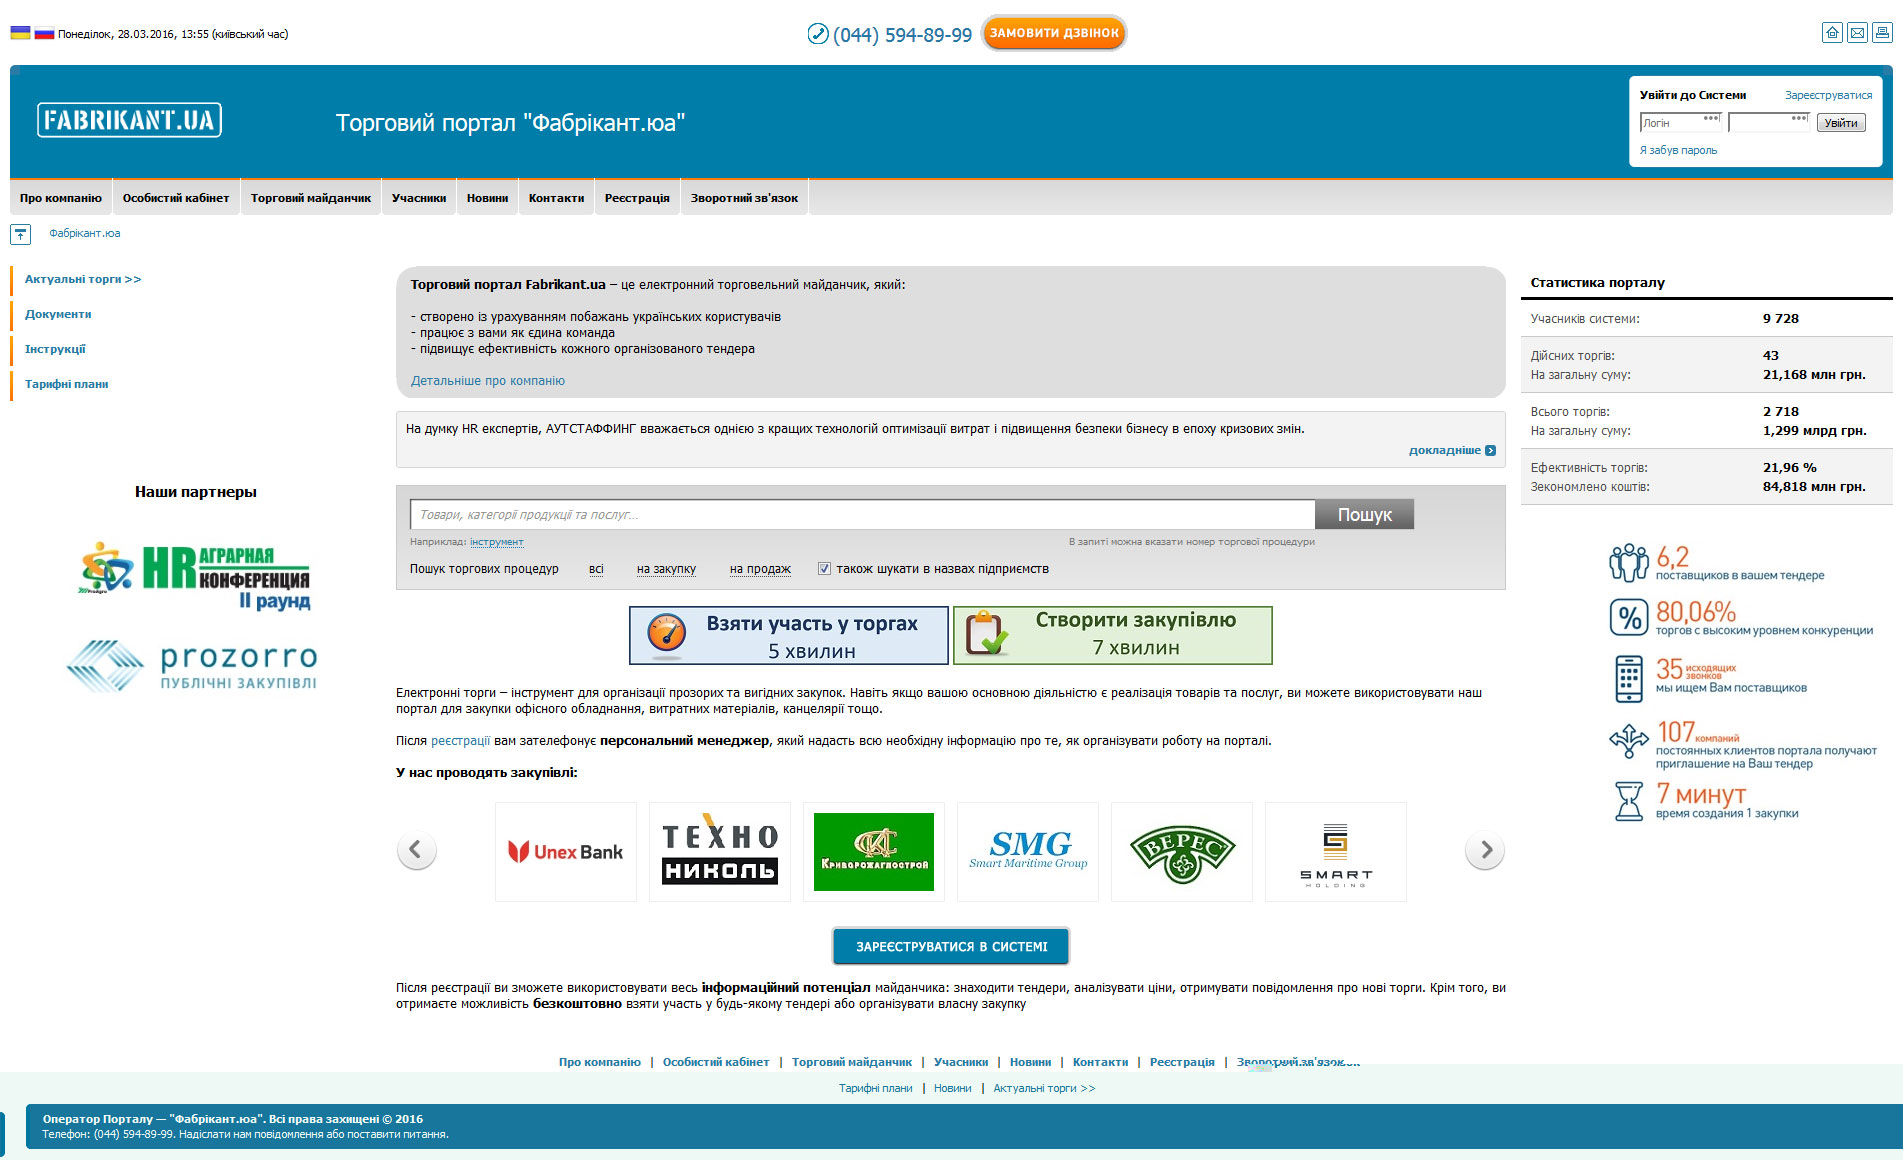 Понеділок, 28.03.2016, 13:55 (київський час)
(044) 594-89-99
ЗАМОВИТИ ДЗВІНОК
FABRIKANT.UA
Торговий портал "Фабрікант.юа"
Увійти до Системи
Зареєструватися
Логін
Увійти
Я забув пароль
Про компанію
Особистий кабінет
Торговий майданчик
Учасники
Новини
Контакти
Реєстрація
Зворотний зв'язок
Фабрікант.юа
Актуальні торги >>
Документи
Інструкції
Тарифні плани
Наши партнеры
HR АГРАРНАЯ
КОНФЕРЕНЦИЯ
II раунд
prozorro
ПУБЛІЧНІ ЗАКУПІВЛІ
Торговий портал Fabrikant.ua – це електронний торговельний майданчик, який:
- створено із урахуванням побажань українських користувачів
- працює з вами як єдина команда
- підвищує ефективність кожного організованого тендера
Детальніше про компанію
На думку HR експертів, АУТСТАФФИНГ вважається однією з кращих технологій оптимізації витрат і підвищення безпеки бізнесу в епоху кризових змін.
докладніше
Товари, категорії продукції та послуг...
Пошук
Наприклад: інструмент
В запиті можна вказати номер торгової процедури
Пошук торгових процедур
всі
на закупку
на продаж
також шукати в назвах підприємств
Взяти участь у торгах
5 хвилин
Створити закупівлю
7 хвилин
Електронні торги – інструмент для організації прозорих та вигідних закупок. Навіть якщо вашою основною діяльністю є реалізація товарів та послуг, ви можете використовувати наш
портал для закупки офісного обладнання, витратних матеріалів, канцелярії тощо.
Після реєстрації вам зателефонує персональний менеджер, який надасть всю необхідну інформацію про те, як організувати роботу на порталі.
У нас проводять закупівлі:
Unex Bank
ТЕХНО
НИКОЛЬ
Криворожаглострой
SMG
Smart Maritime Group
ВЕРЕС
SMART
HOLDING
ЗАРЕЄСТРУВАТИСЯ В СИСТЕМІ
Після реєстрації ви зможете використовувати весь інформаційний потенціал майданчика: знаходити тендери, аналізувати ціни, отримувати повідомлення про нові торги. Крім того, ви
отримаєте можливість безкоштовно взяти участь у будь-якому тендері або організувати власну закупку
Статистика порталу
Учасників системи: 9 728
Дійсних торгів: 43
На загальну суму: 21,168 млн грн.
Всього торгів: 2 718
На загальну суму: 1,299 млрд грн.
Ефективність торгів: 21,96 %
Зекономлено коштів: 84,818 млн грн.
6,2
поставщиков в вашем тендере
80,06%
торгов с высоким уровнем конкуренции
35 исходящих
звонков
мы ищем Вам поставщиков
107 компаний
постоянных клиентов портала получают
приглашение на Ваш тендер
7 минут
время создания 1 закупки
Про компанію | Особистий кабінет | Торговий майданчик | Учасники | Новини | Контакти | Реєстрація | Зворотний зв'язок
Тарифні плани | Новини | Актуальні торги >>
Оператор Порталу — "Фабрікант.юа". Всі права захищені © 2016
Телефон: (044) 594-89-99. Надіслати нам повідомлення або поставити питання.